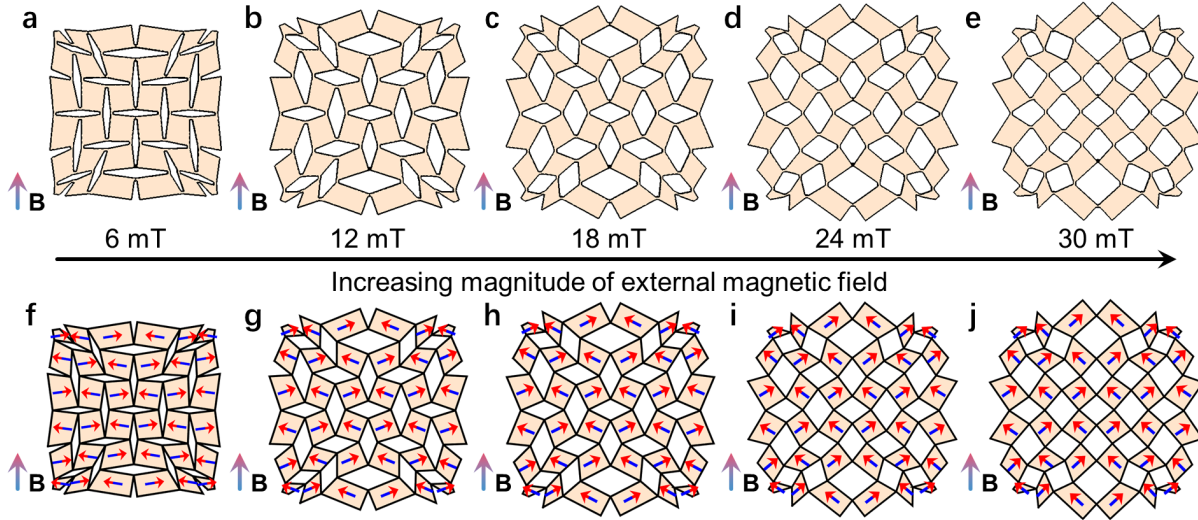 a b c d e
B B B B B
6 mT 12 mT 18 mT 24 mT 30 mT
Increasing magnitude of external magnetic field
f g h i j
B B B B B